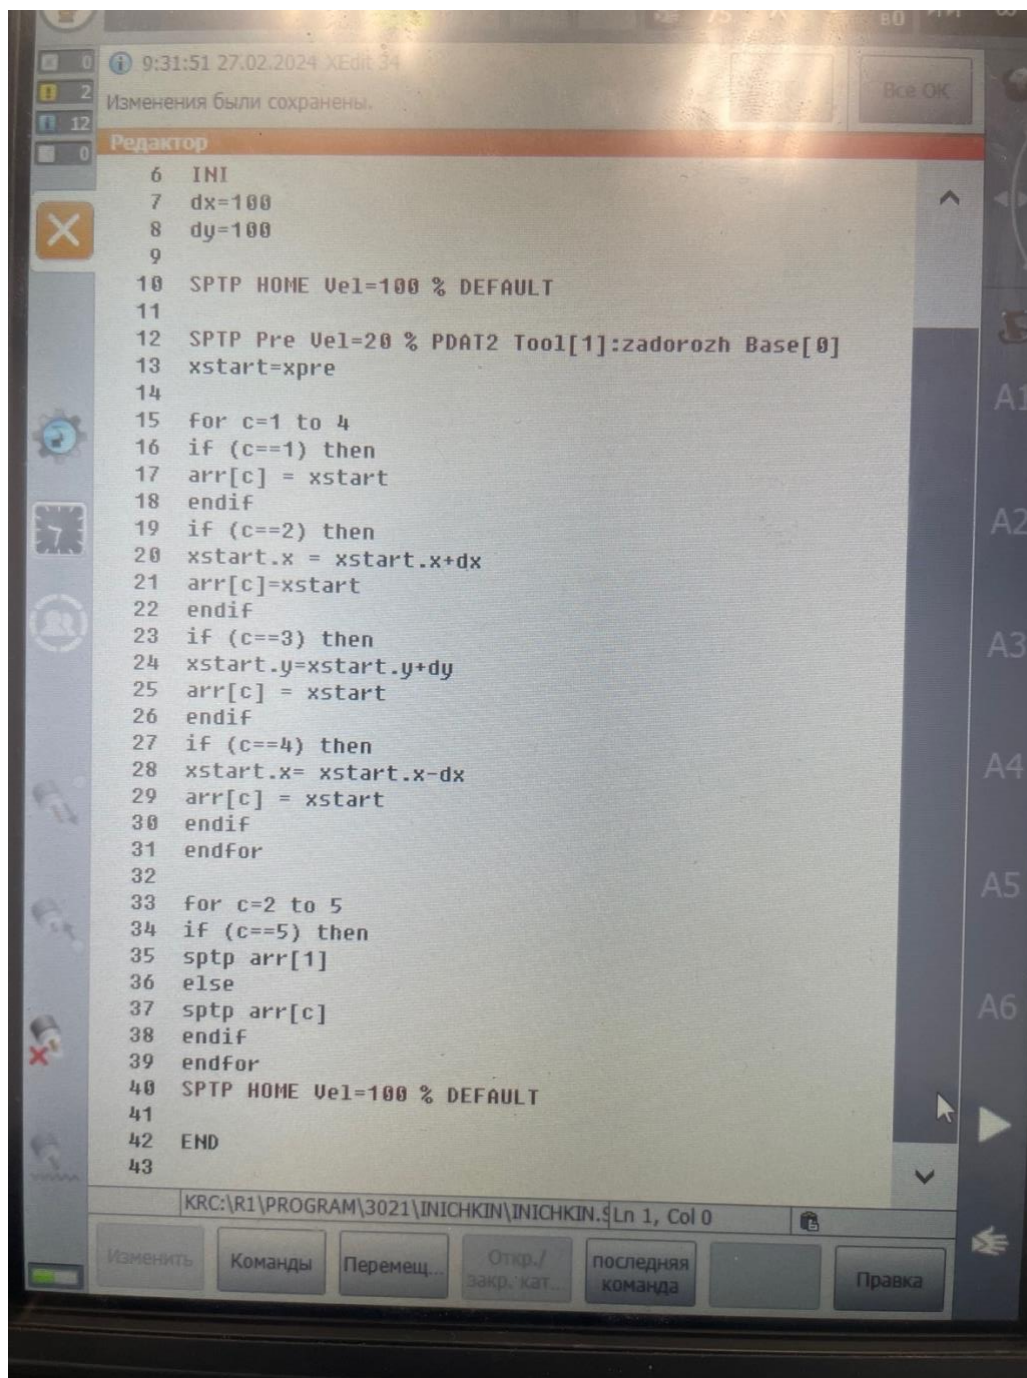 0
9:31:51 27.02.2024 XEdit 34
2
Изменения были сохранены.
Все OK
12
0
Редактор
6 INI
7 dx=100
8 dy=100
9
10 SPTP HOME Vel=100 % DEFAULT
11
12 SPTP Pre Vel=20 % PDAT2 Tool[1]:zadorozh Base[0]
13 xstart=xpre
14
15 for c=1 to 4
16 if (c==1) then
17 arr[c] = xstart
18 endif
19 if (c==2) then
20 xstart.x = xstart.x+dx
21 arr[c]=xstart
22 endif
23 if (c==3) then
24 xstart.y=xstart.y+dy
25 arr[c] = xstart
26 endif
27 if (c==4) then
28 xstart.x= xstart.x-dx
29 arr[c] = xstart
30 endif
31 endfor
32
33 for c=2 to 5
34 if (c==5) then
35 sptp arr[1]
36 else
37 sptp arr[c]
38 endif
39 endfor
40 SPTP HOME Vel=100 % DEFAULT
41
42 END
43
A1
A2
A3
A4
A5
A6
KRC:\R1\PROGRAM\3021\INICHKIN\INICHKIN.S Ln 1, Col 0
Изменить
Команды
Перемещ...
Откр./
закр. кат...
последняя
команда
Правка